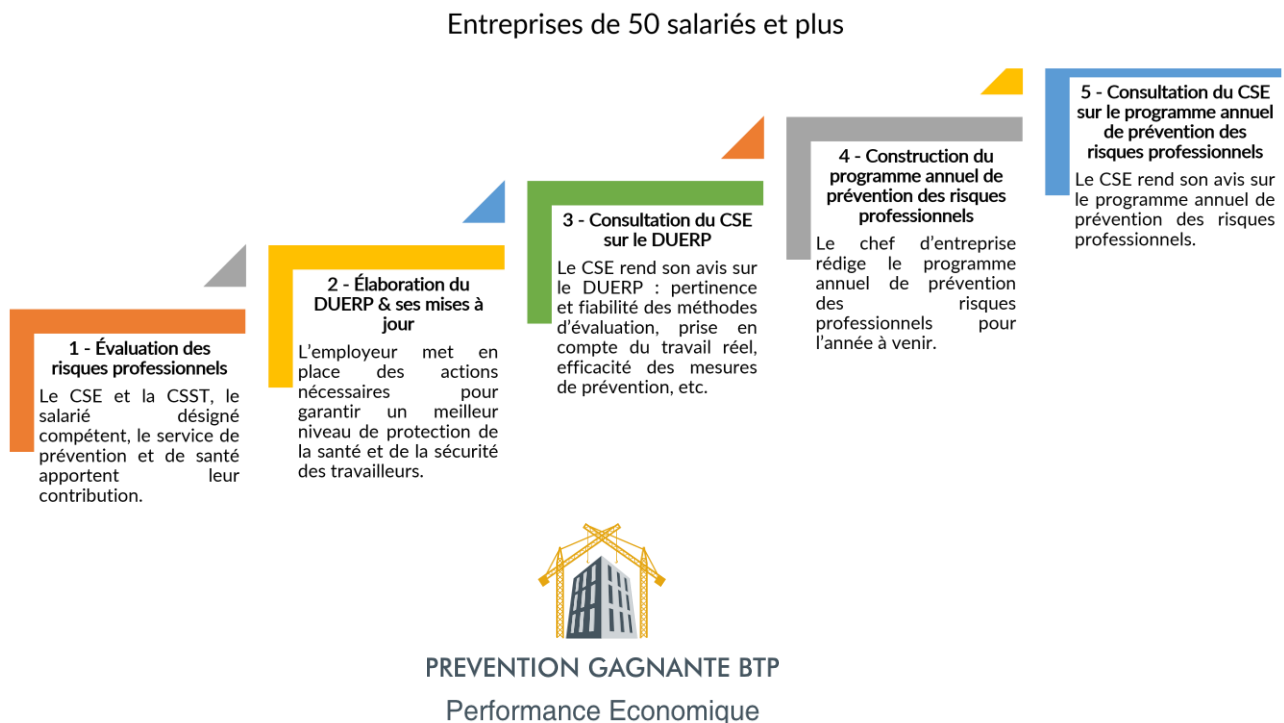 Entreprises de 50 salariés et plus
1 - Évaluation des
risques professionnels
Le CSE et la CSST, le
salarié désigné
compétent, le service de
prévention et de santé
apportent leur
contribution.
2 - Élaboration du
DUERP & ses mises à
jour
L'employeur met en
place des actions
nécessaires pour
garantir un meilleur
niveau de protection de
la santé et de la sécurité
des travailleurs.
3 - Consultation du CSE
sur le DUERP
Le CSE rend son avis sur
le DUERP : pertinence
et fiabilité des méthodes
d'évaluation, prise en
compte du travail réel,
efficacité des mesures
de prévention, etc.
4 - Construction du
programme annuel de
prévention des risques
professionnels
Le chef d'entreprise
rédige le programme
annuel de prévention
des risques
professionnels pour
l'année à venir.
5 - Consultation du CSE
sur le programme annuel
de prévention des
risques professionnels
Le CSE rend son avis sur
le programme annuel de
prévention des risques
professionnels.
PREVENTION GAGNANTE BTP
Performance Economique